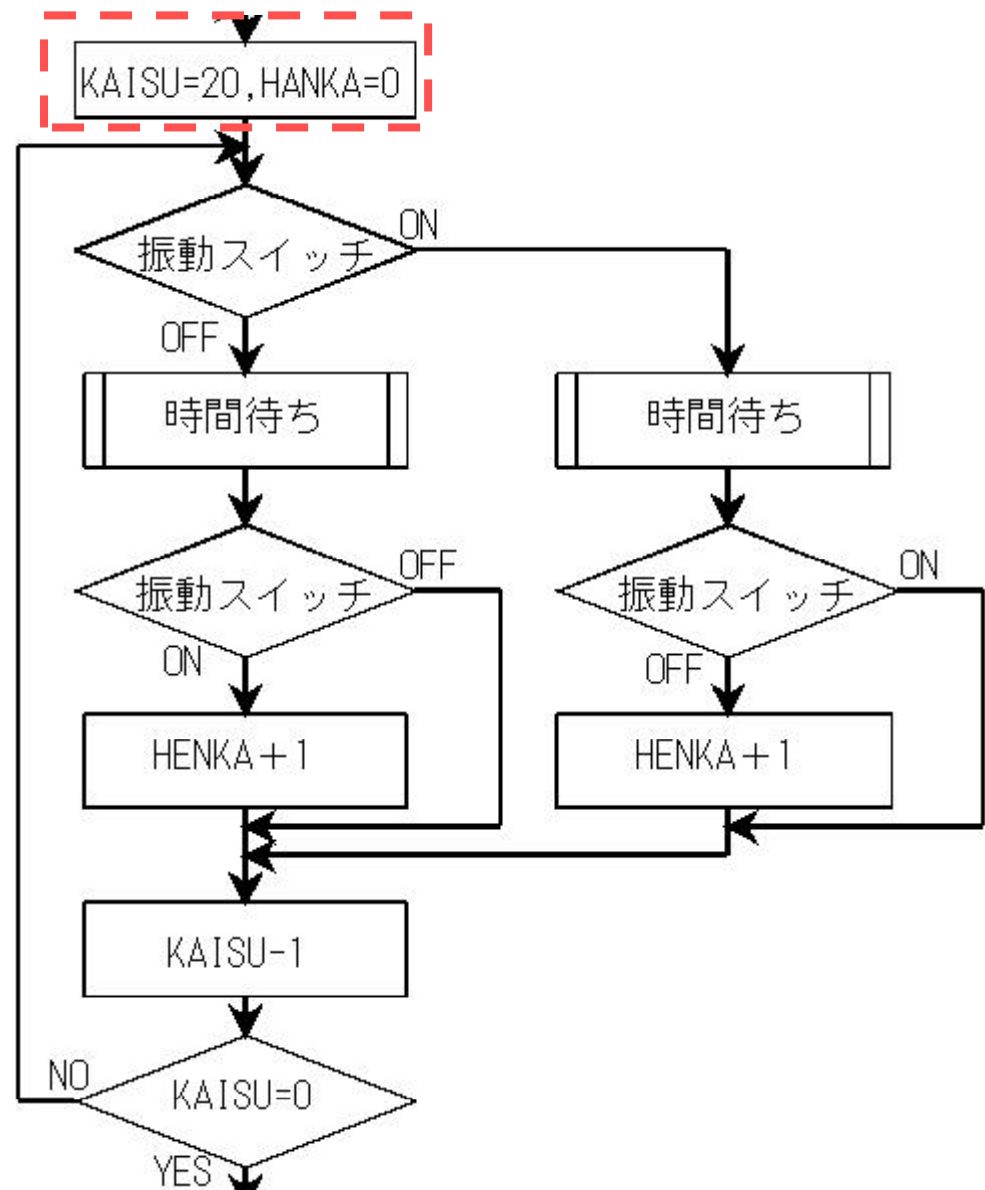 KAISU=20,HANKA=0
振動スイッチ
ON
OFF
時間待ち
時間待ち
振動スイッチ
OFF
ON
振動スイッチ
ON
OFF
HENKA+1
HENKA+1
KAISU-1
KAISU=0
NO
YES